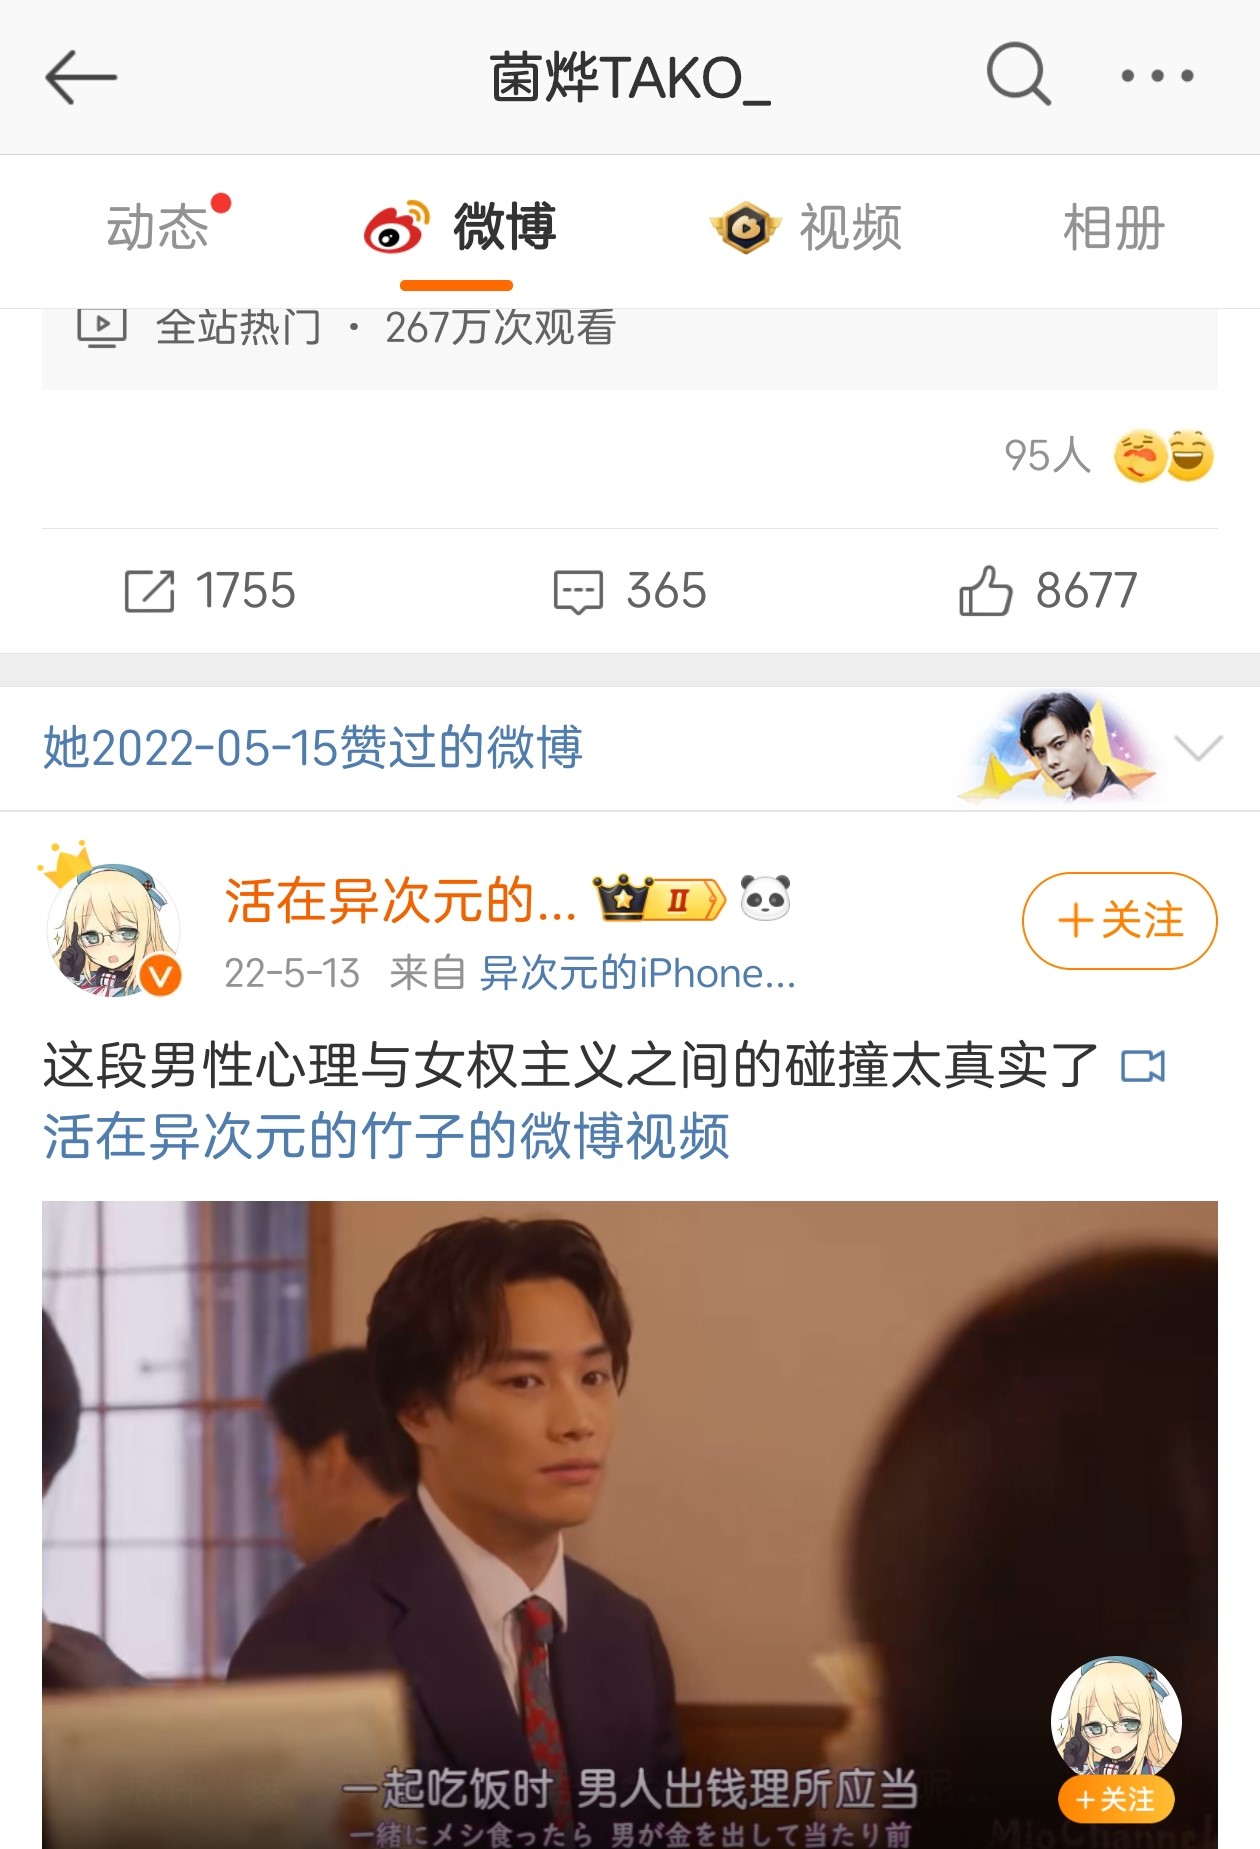 菌烨TAKO_
动态 微博 视频 相册
全站热门 · 267万次观看
95人
1755 365 8677
她2022-05-15赞过的微博
活在异次元的... II
+关注
22-5-13 来自 异次元的iPhone...
这段男性心理与女权主义之间的碰撞太真实了
活在异次元的竹子的微博视频
一起吃饭时 男人出钱理所应当
+关注
一緒にメシ食ったら 男が金を出して当たり前
MioChannel